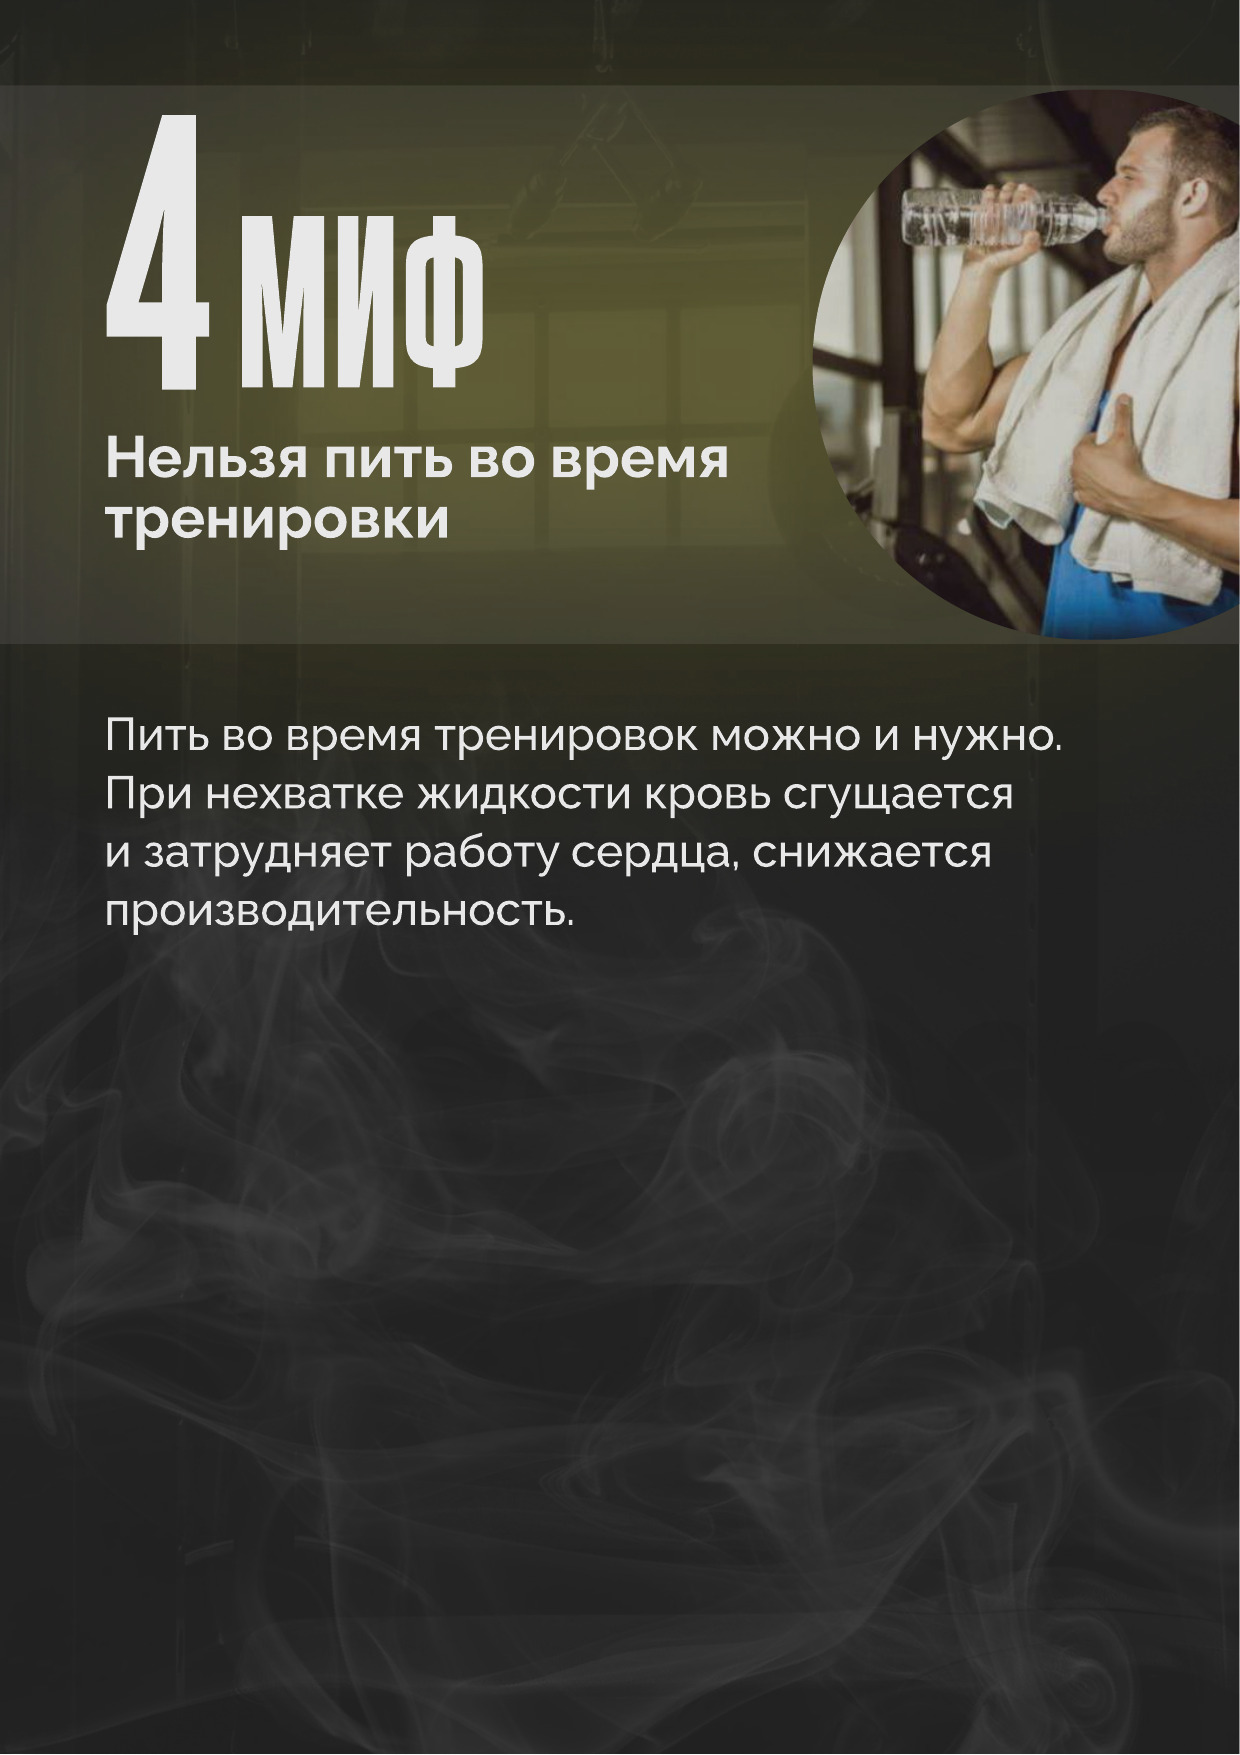 4 МИФ
Нельзя пить во время
тренировки
Пить во время тренировок можно и нужно.
При нехватке жидкости кровь сгущается
и затрудняет работу сердца, снижается
производительность.